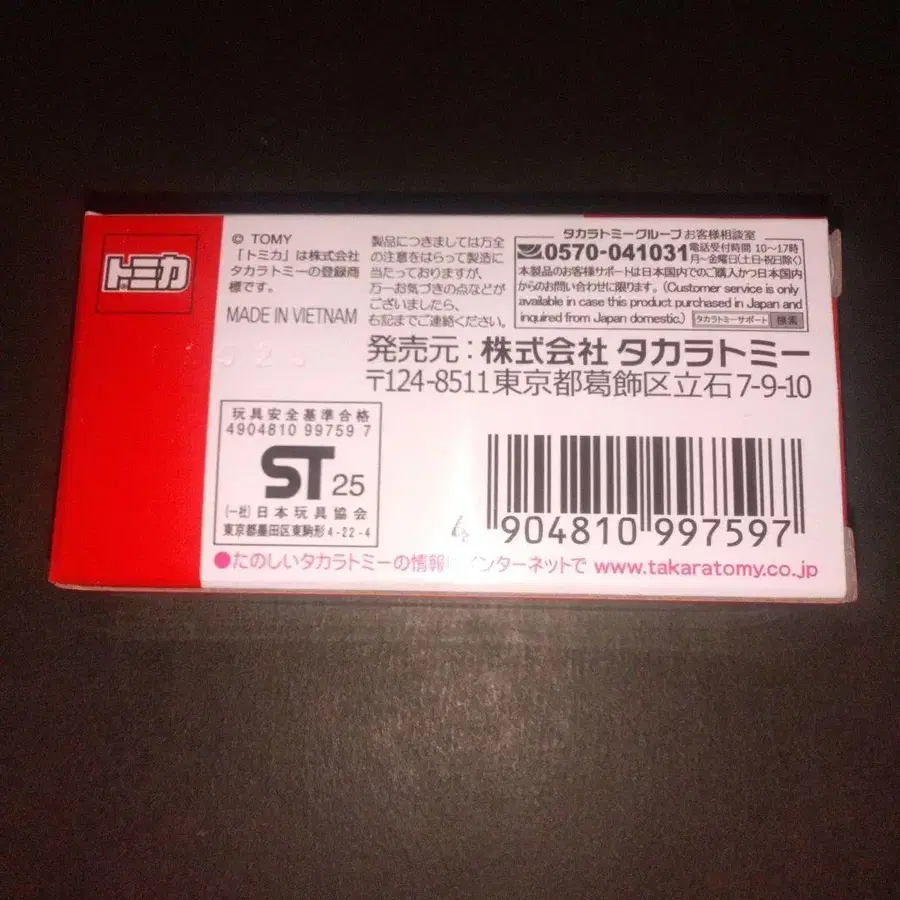 トミカ
© TOMY
「トミカ」は株式会社
タカラトミーの登録商
標です。
MADE IN VIETNAM
製品につきましては万全
の注意をはらって製造に
当たっておりますが、
万一お気づきの点などが
ございましたら、
右記までご連絡ください。
タカラトミーグループお客様相談室
0570-041031 電話受付時間 10〜17時
月〜金曜日(土日・祝日除く)
本製品のお客様サポートは日本国内でのご購入かつ日本国内
からのお問い合わせに限ります。(Customer service is only
available in case this product purchased in Japan and
inquired from Japan domestic.) タカラトミーサポート 検索
発売元：株式会社 タカラトミー
〒124-8511東京都葛飾区立石7-9-10
玩具安全基準合格
4904810 99759 7
ST 25
(一社)日本玩具協会
東京都墨田区東駒形4-22-4
4 904810 997597
●たのしいタカラトミーの情報はインターネットで www.takaratomy.co.jp